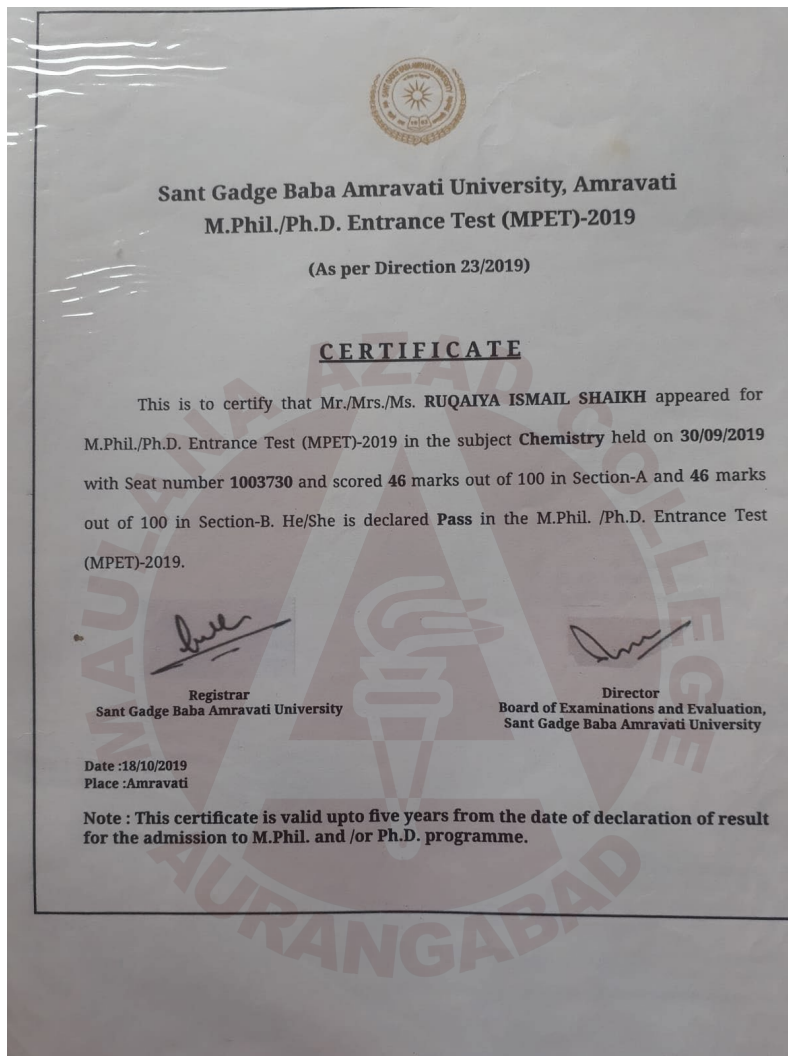 Sant Gadge Baba Amravati University, Amravati
M.Phil./Ph.D. Entrance Test (MPET)-2019
(As per Direction 23/2019)
CERTIFICATE
This is to certify that Mr./Mrs./Ms. RUQAIYA ISMAIL SHAIKH appeared for
M.Phil./Ph.D. Entrance Test (MPET)-2019 in the subject Chemistry held on 30/09/2019
with Seat number 1003730 and scored 46 marks out of 100 in Section-A and 46 marks
out of 100 in Section-B. He/She is declared Pass in the M.Phil. /Ph.D. Entrance Test
(MPET)-2019.
Registrar
Sant Gadge Baba Amravati University
Director
Board of Examinations and Evaluation,
Sant Gadge Baba Amravati University
Date :18/10/2019
Place :Amravati
Note : This certificate is valid upto five years from the date of declaration of result
for the admission to M.Phil. and /or Ph.D. programme.
MAULANA AZAD COLLEGE
AURANGABAD